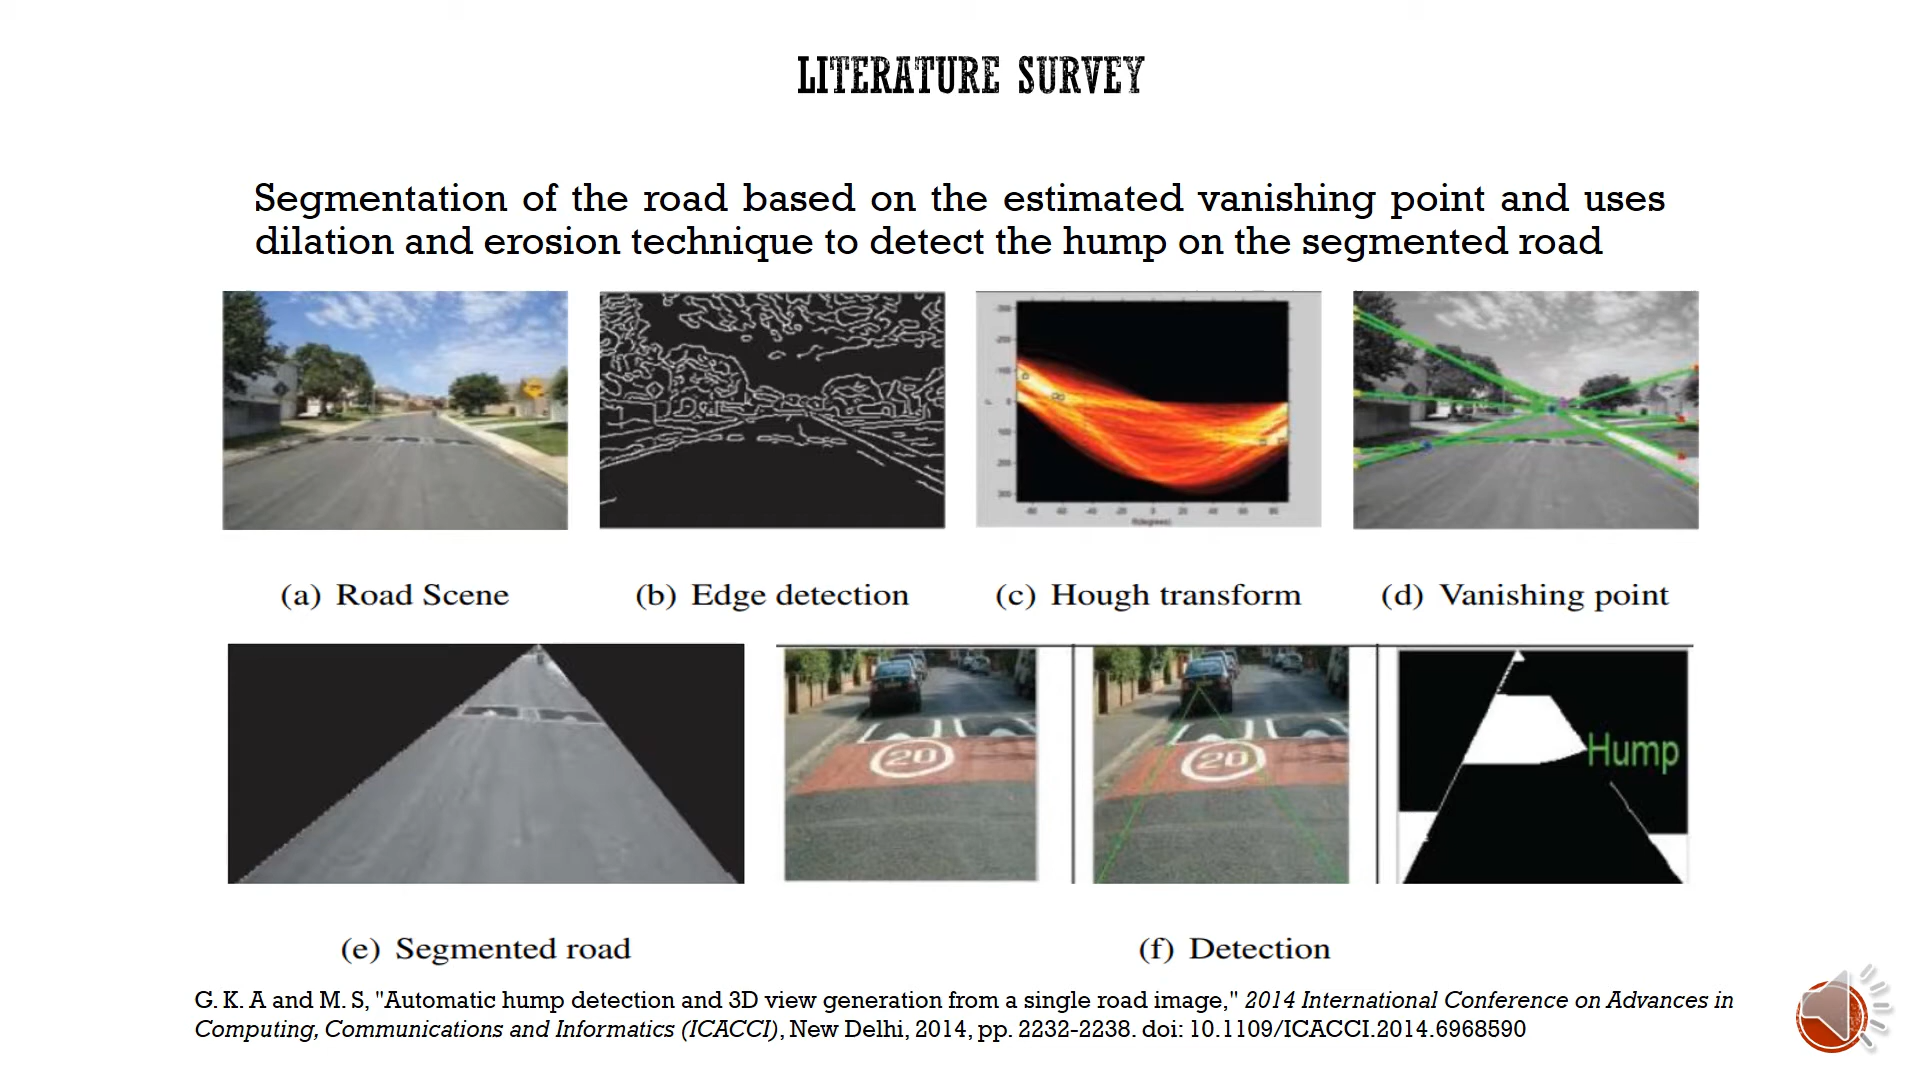 LITERATURE SURVEY
Segmentation of the road based on the estimated vanishing point and uses
dilation and erosion technique to detect the hump on the segmented road
(a) Road Scene
(b) Edge detection
(c) Hough transform
(d) Vanishing point
20
20
Hump
(e) Segmented road
(f) Detection
G. K. A and M. S, "Automatic hump detection and 3D view generation from a single road image," 2014 International Conference on Advances in
Computing, Communications and Informatics (ICACCI), New Delhi, 2014, pp. 2232-2238. doi: 10.1109/ICACCI.2014.6968590